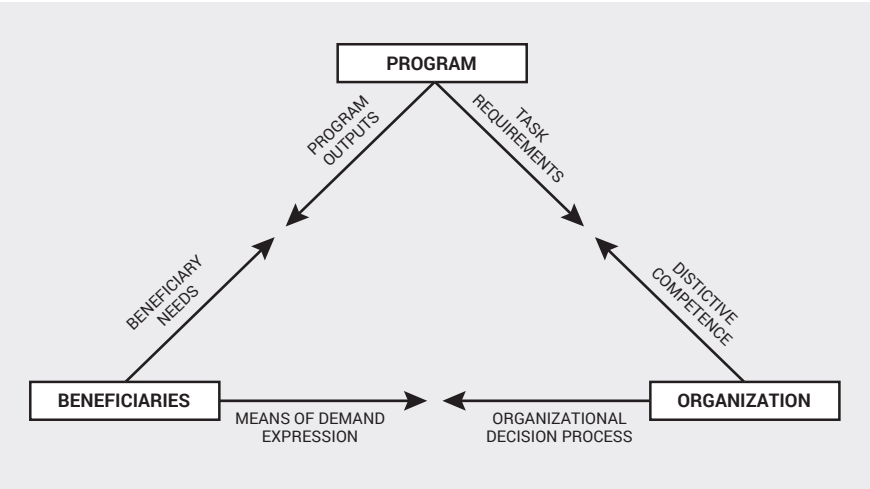 PROGRAM
PROGRAM
OUTPUTS
TASK
REQUIREMENTS
BENEFICIARY
NEEDS
DISTICTIVE
COMPETENCE
BENEFICIARIES
MEANS OF DEMAND
EXPRESSION
ORGANIZATIONAL
DECISION PROCESS
ORGANIZATION